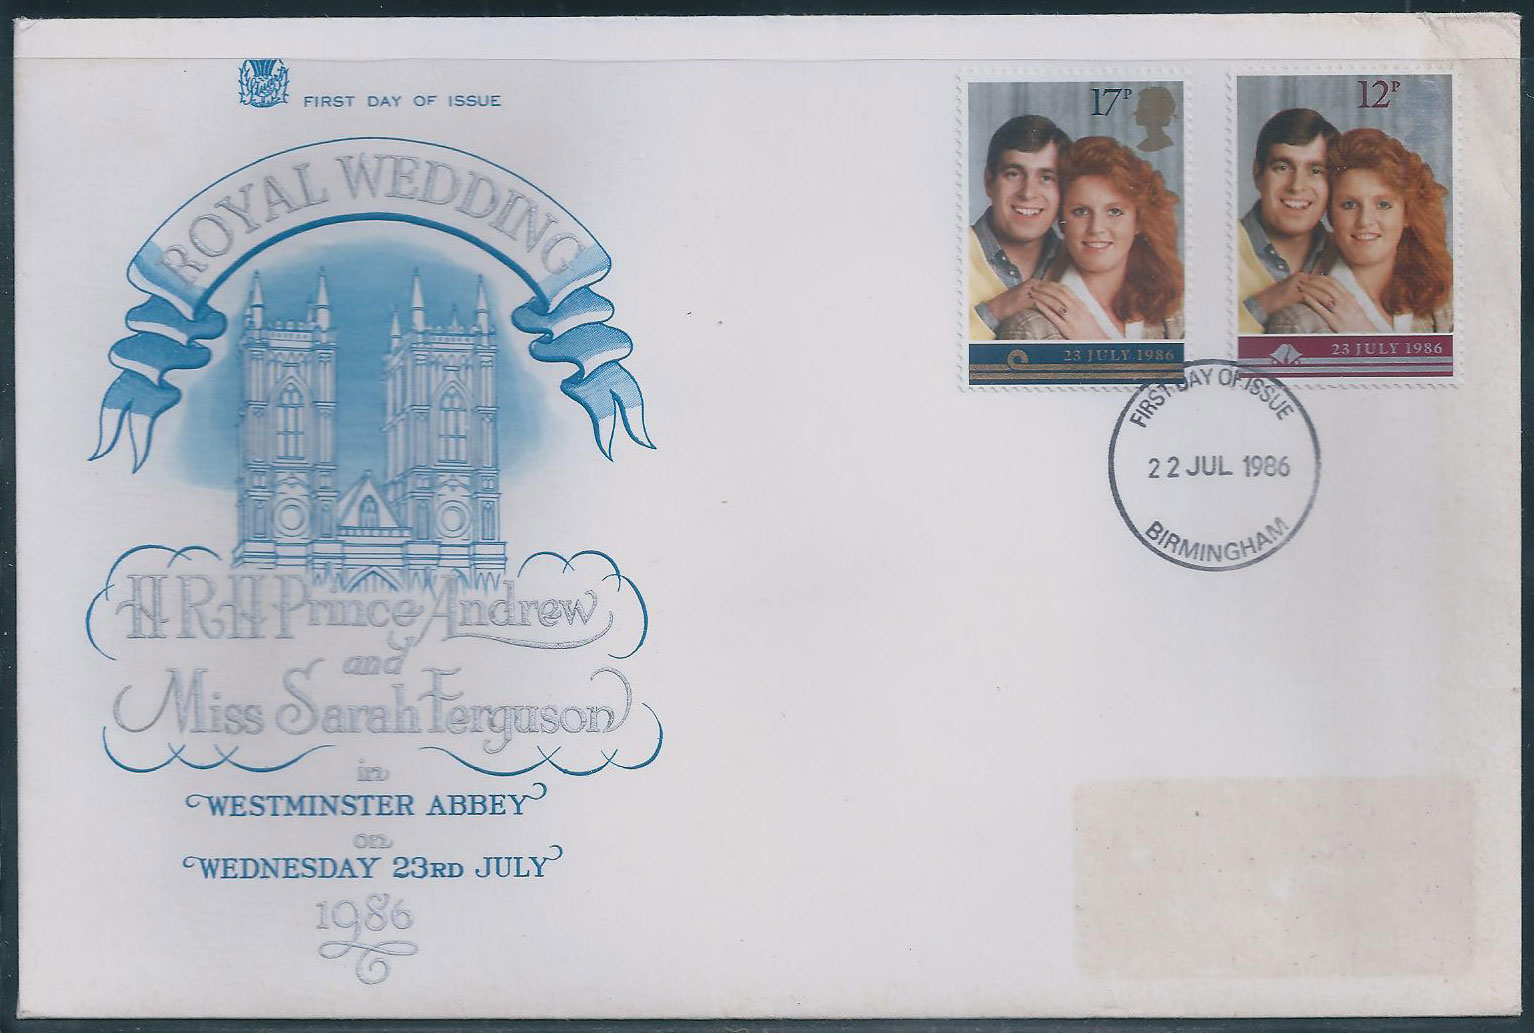 FIRST DAY OF ISSUE
ROYAL WEDDING
HRH Prince Andrew
and
Miss Sarah Ferguson
in
WESTMINSTER ABBEY
on
WEDNESDAY 23RD JULY
1986
17P
23 JULY 1986
12P
23 JULY 1986
FIRST DAY OF ISSUE
22 JUL 1986
BIRMINGHAM